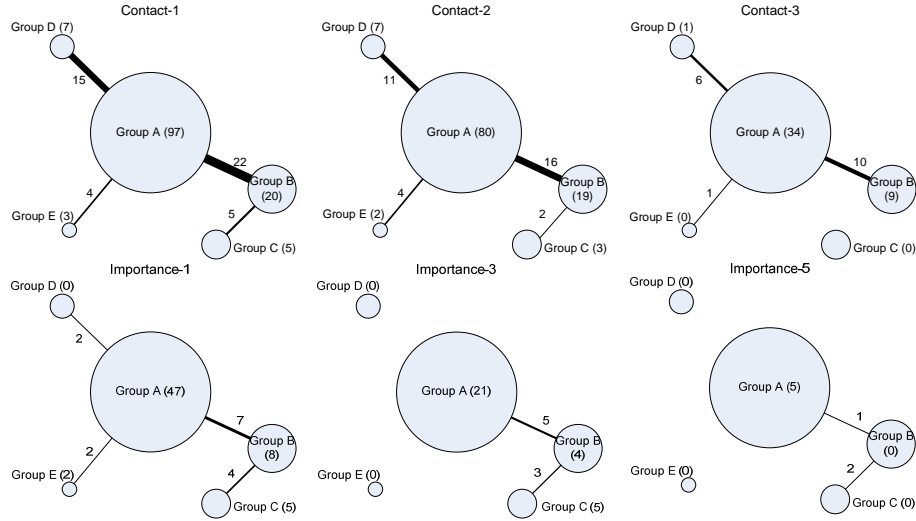 Contact-1
Group D (7)
15
Group A (97)
22
Group B
(20)
4
Group E (3)
5
Group C (5)
Contact-2
Group D (7)
11
Group A (80)
16
Group B
(19)
4
Group E (2)
2
Group C (3)
Contact-3
Group D (1)
6
Group A (34)
10
Group B
(9)
1
Group E (0)
Group C (0)
Importance-1
Group D (0)
2
Group A (47)
7
Group B
(8)
2
Group E (2)
4
Group C (5)
Importance-3
Group D (0)
Group A (21)
5
Group B
(4)
Group E (0)
3
Group C (5)
Importance-5
Group D (0)
Group A (5)
1
Group B
(0)
Group E (0)
2
Group C (0)